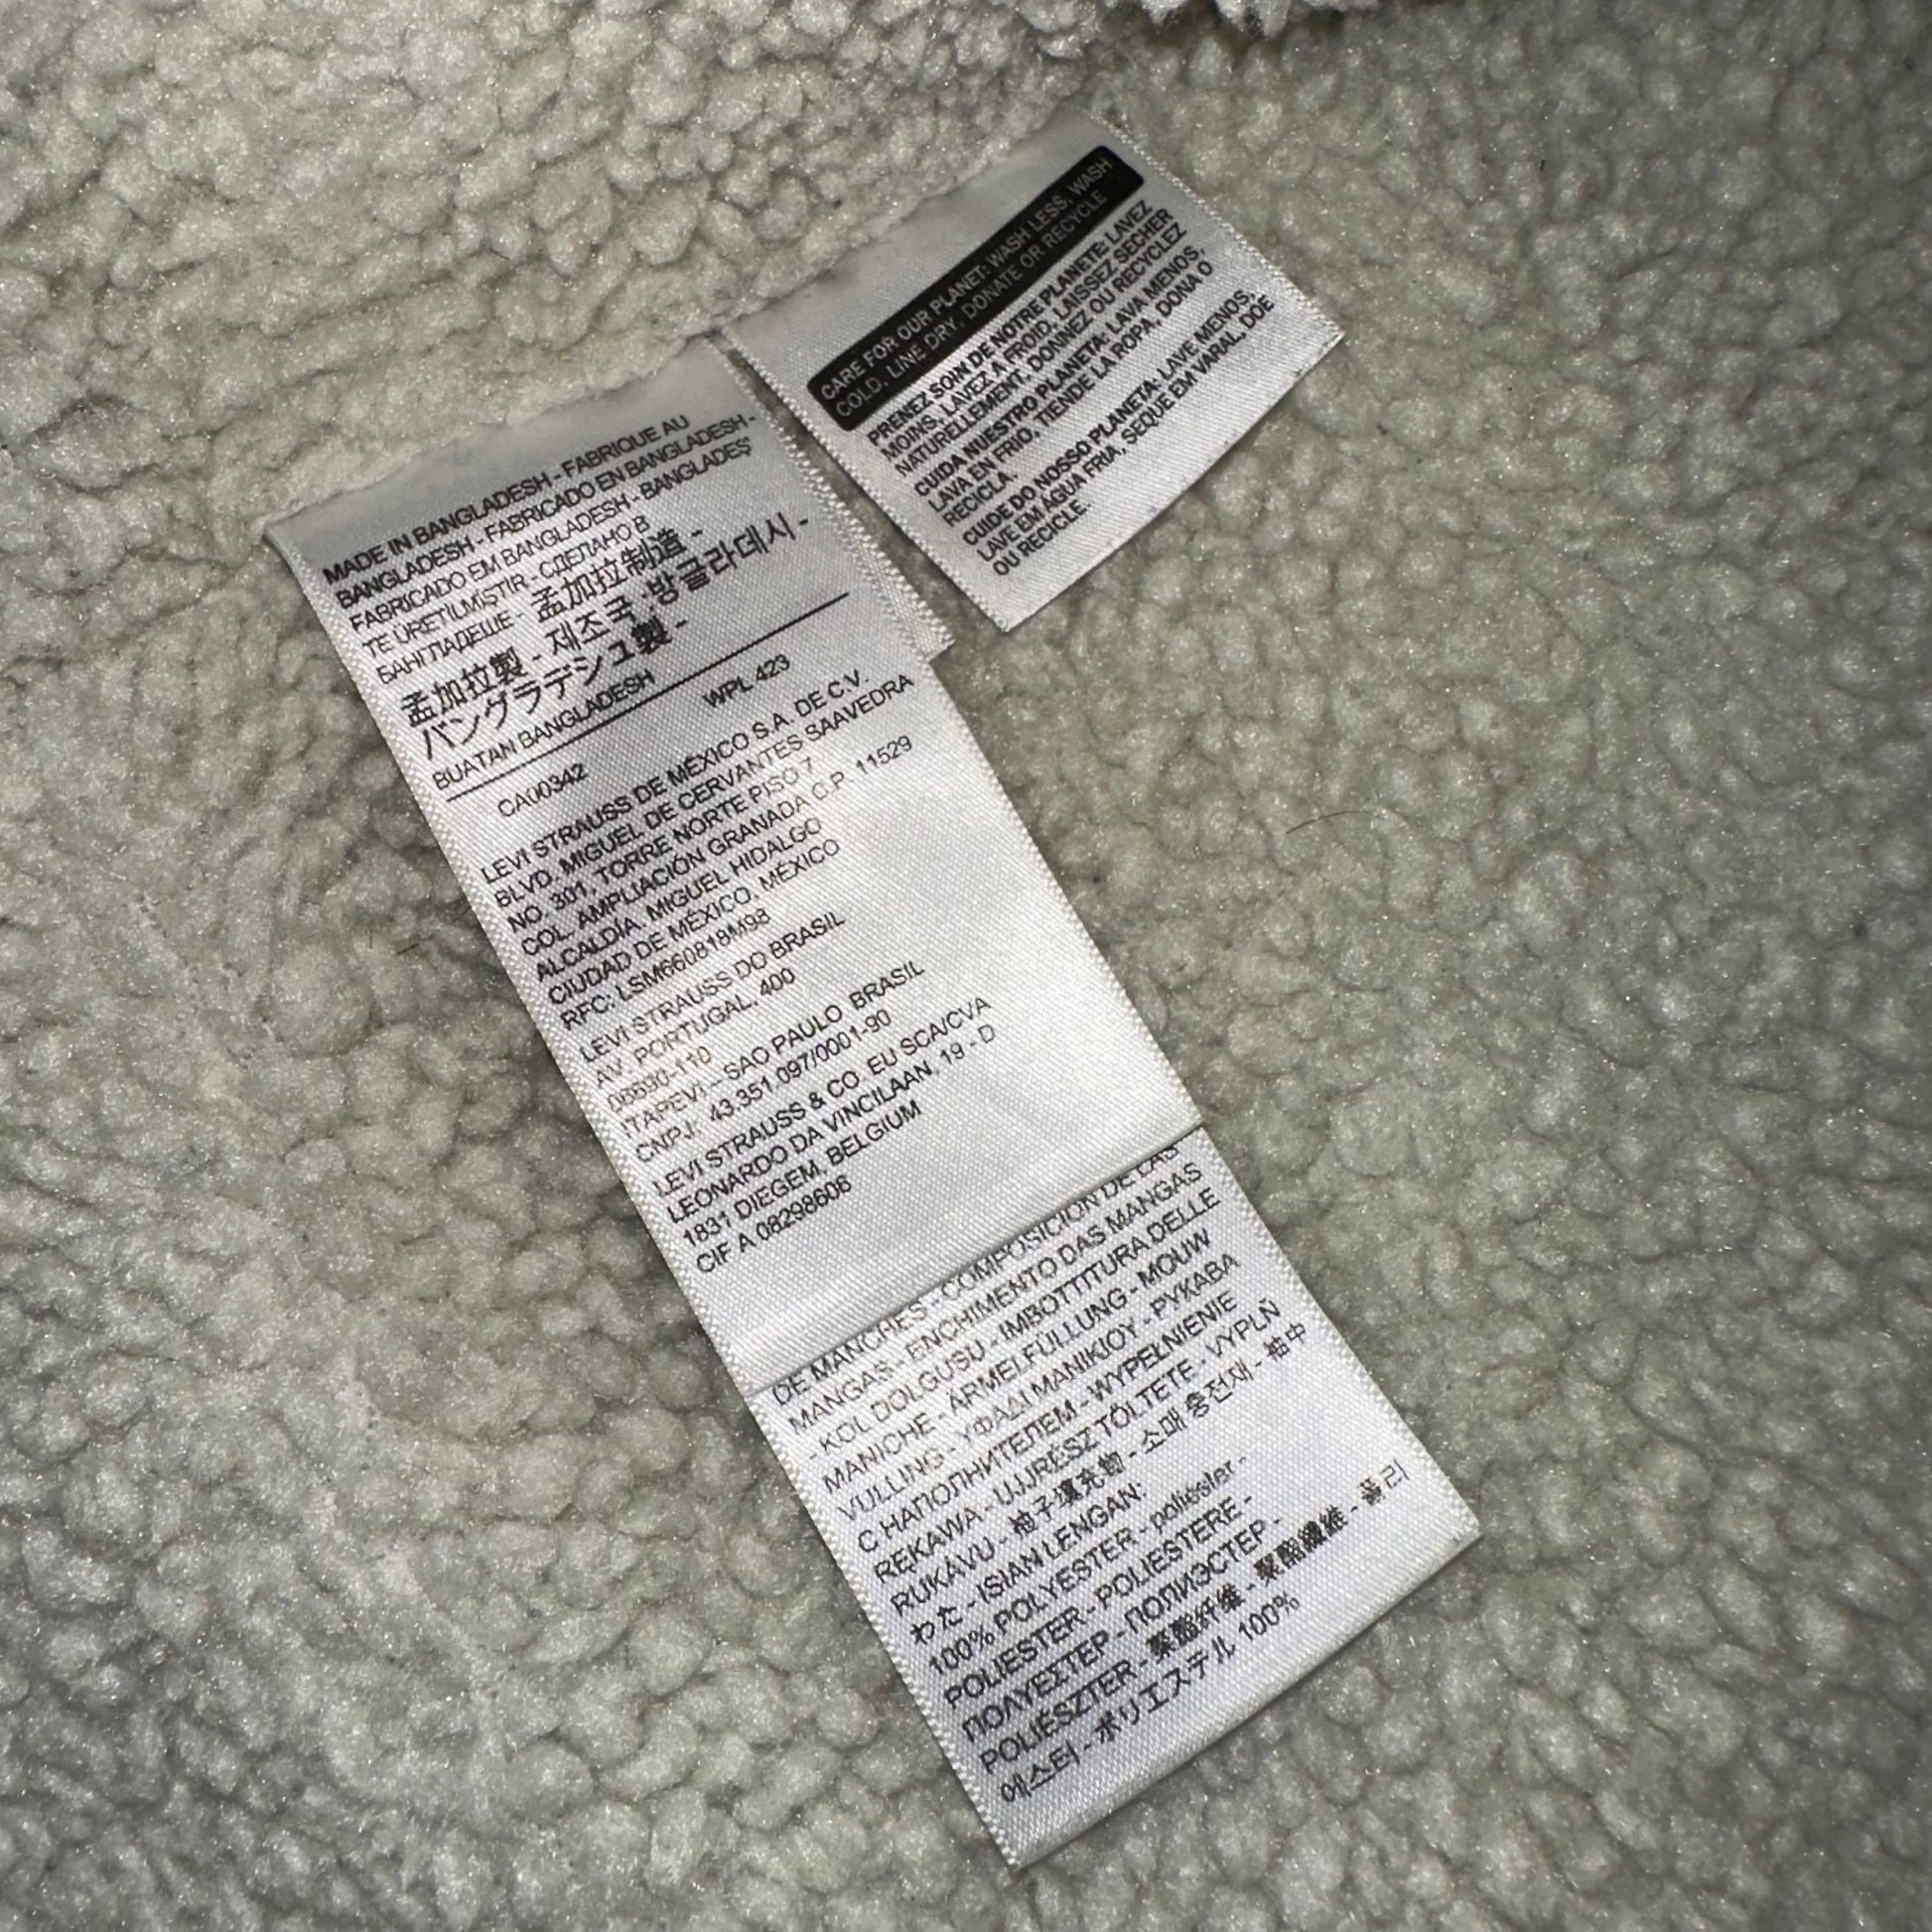 CARE FOR OUR PLANET: WASH LESS, WASH
COLD, LINE DRY, DONATE OR RECYCLE
PRENEZ SOIN DE NOTRE PLANETE: LAVEZ
MOINS, LAVEZ A FROID, LAISSEZ SECHER
NATURELLEMENT, DONNEZ OU RECYCLEZ
CUIDA NUESTRO PLANETA: LAVA MENOS,
LAVA EN FRIO, TIENDE LA ROPA, DONA O
RECICLA.
CUIDE DO NOSSO PLANETA: LAVE MENOS,
LAVE EM ÁGUA FRIA, SEQUE EM VARAL, DOE
OU RECICLE.
MADE IN BANGLADESH - FABRIQUE AU
BANGLADESH - FABRICADO EN BANGLADESH -
FABRICADO EM BANGLADESH - BANGLADEŞ'
TE ÜRETİLMİŞTİR - СДЕЛАНО В
БАНГЛАДЕШЕ - 孟加拉制造 -
孟加拉製 - 제조국 :방글라데시 -
バングラデシュ製 -
BUATAN BANGLADESH
CA00342 WPL 423
LEVI STRAUSS DE MÉXICO S.A. DE C.V.
BLVD. MIGUEL DE CERVANTES SAAVEDRA
NO. 301, TORRE NORTE PISO 7
COL. AMPLIACIÓN GRANADA C.P. 11529
ALCALDÍA. MIGUEL HIDALGO
CIUDAD DE MÉXICO, MÉXICO
RFC: LSM660818M98
LEVI STRAUSS DO BRASIL
AV. PORTUGAL, 400
06690-110
ITAPEVI – SAO PAULO BRASIL
CNPJ: 43.351.097/0001-90
LEVI STRAUSS & CO. EU SCA/CVA
LEONARDO DA VINCILAAN, 19 - D
1831 DIEGEM, BELGIUM
CIF A 08298606
DE MANCHES - COMPOSICIÓN DE LAS
MANGAS - ENCHIMENTO DAS MANGAS
- KOL DOLGUSU - IMBOTTITURA DELLE
MANICHE - ÄRMELFÜLLUNG - MOUW
VULLING - ΥΦΑΔΙ ΜΑΝΙΚΙΟΥ - РУКАВА
С НАПОЛНИТЕЛЕМ - WYPEŁNIENIE
RĘKAWA - UJJRÉSZ TÖLTETE - VÝPLŇ
RUKÁVU - 袖子填充物 - 소매 충전재 - 袖中
わた - ISIAN LENGAN:
100% POLYESTER - poliéster -
POLIESTER - POLIESTERE -
ΠΟΛΥΕΣΤΕΡ - ПОЛИЭСТЕР -
POLIÉSZTER - 聚酯纤维 - 聚酯纖維 - 폴리
에스터 - ポリエステル 100%